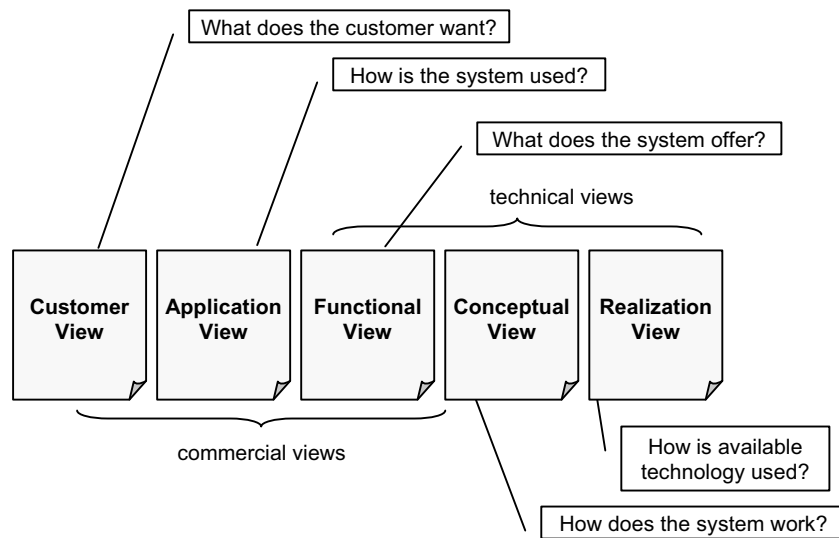 What does the customer want?
How is the system used?
What does the system offer?
technical views
Customer
View
Application
View
Functional
View
Conceptual
View
Realization
View
commercial views
How is available
technology used?
How does the system work?